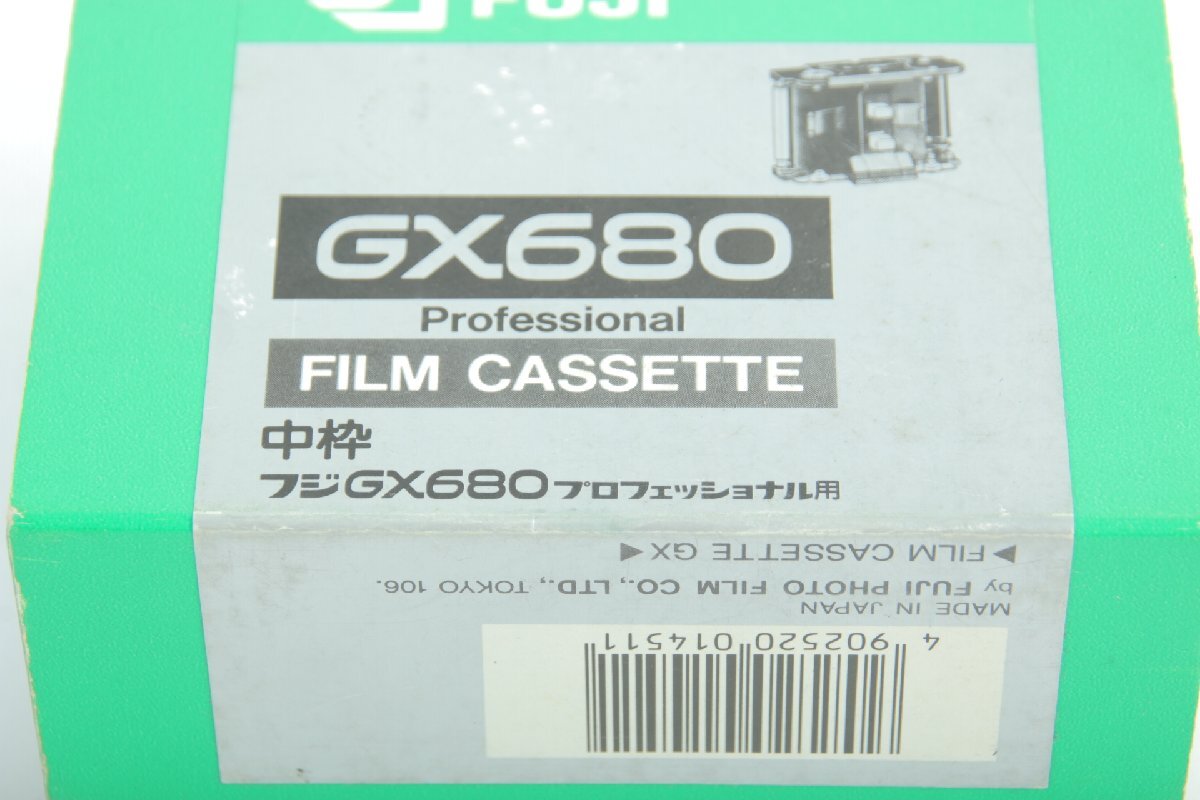 FUJI
GX680
Professional
FILM CASSETTE
中枠
フジGX680プロフェッショナル用
▶FILM CASSETTE GX◀
by FUJI PHOTO FILM CO., LTD., TOKYO 106.
MADE IN JAPAN
4 902520 014511